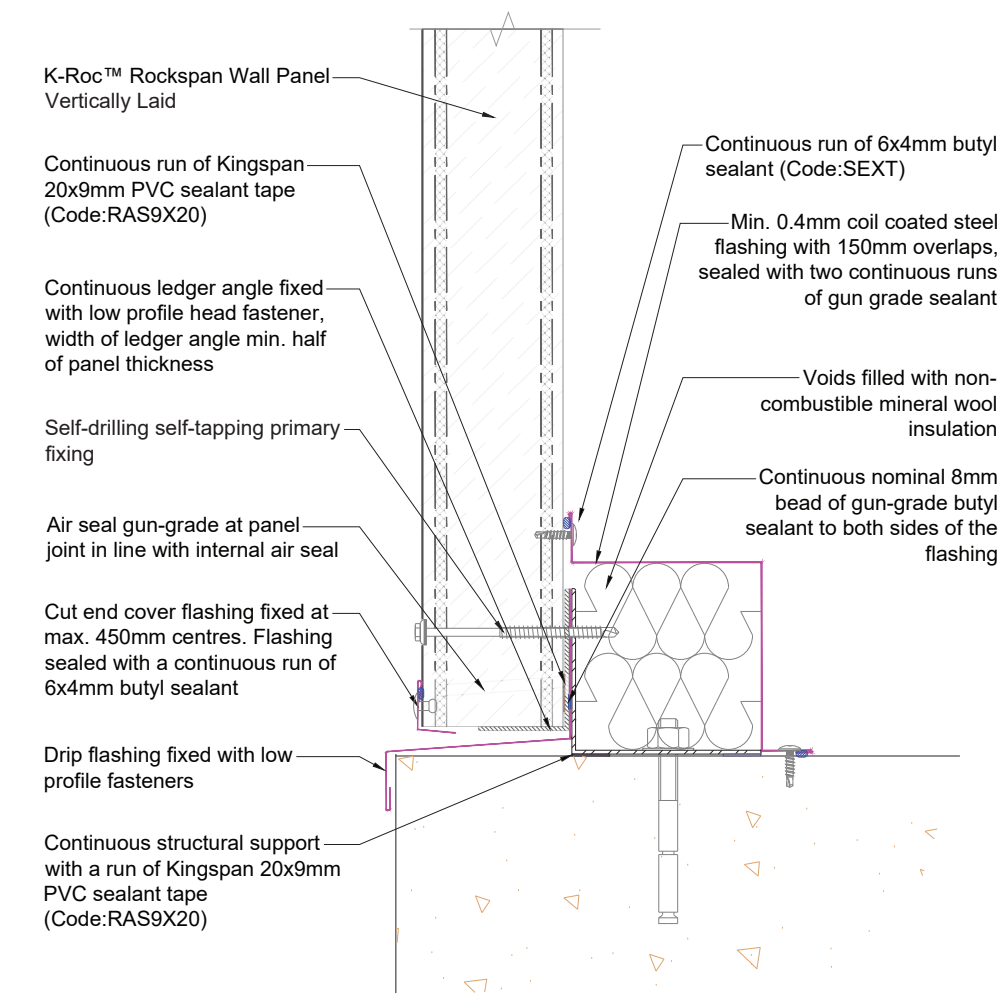 K-Roc™ Rockspan Wall Panel
Vertically Laid
Continuous run of Kingspan
20x9mm PVC sealant tape
(Code:RAS9X20)
Continuous ledger angle fixed
with low profile head fastener,
width of ledger angle min. half
of panel thickness
Self-drilling self-tapping primary
fixing
Air seal gun-grade at panel
joint in line with internal air seal
Cut end cover flashing fixed at
max. 450mm centres. Flashing
sealed with a continuous run of
6x4mm butyl sealant
Drip flashing fixed with low
profile fasteners
Continuous structural support
with a run of Kingspan 20x9mm
PVC sealant tape
(Code:RAS9X20)
Continuous run of 6x4mm butyl
sealant (Code:SEXT)
Min. 0.4mm coil coated steel
flashing with 150mm overlaps,
sealed with two continuous runs
of gun grade sealant
Voids filled with non-
combustible mineral wool
insulation
Continuous nominal 8mm
bead of gun-grade butyl
sealant to both sides of the
flashing